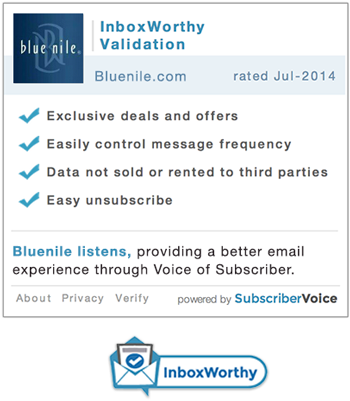 blue nile®
InboxWorthy
Validation
Bluenile.com rated Jul-2014
Exclusive deals and offers
Easily control message frequency
Data not sold or rented to third parties
Easy unsubscribe
Bluenile listens, providing a better email
experience through Voice of Subscriber.
About Privacy Verify powered by SubscriberVoice
InboxWorthy